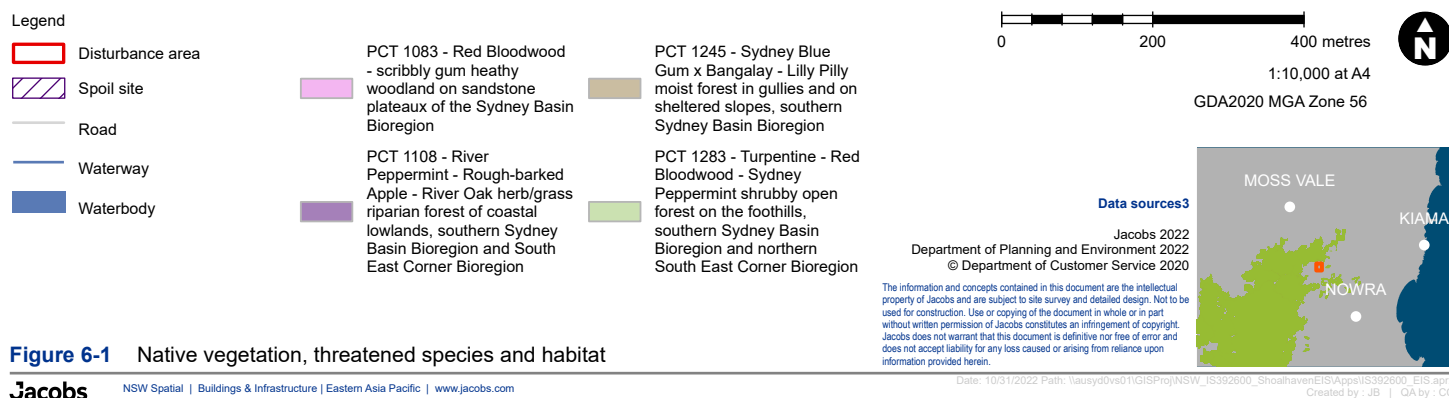 Legend
Disturbance area
Spoil site
Road
Waterway
Waterbody
PCT 1083 - Red Bloodwood
- scribbly gum heathy
woodland on sandstone
plateaux of the Sydney Basin
Bioregion
PCT 1108 - River
Peppermint - Rough-barked
Apple - River Oak herb/grass
riparian forest of coastal
lowlands, southern Sydney
Basin Bioregion and South
East Corner Bioregion
PCT 1245 - Sydney Blue
Gum x Bangalay - Lilly Pilly
moist forest in gullies and on
sheltered slopes, southern
Sydney Basin Bioregion
PCT 1283 - Turpentine - Red
Bloodwood - Sydney
Peppermint shrubby open
forest on the foothills,
southern Sydney Basin
Bioregion and northern
South East Corner Bioregion
0 200 400 metres
N
1:10,000 at A4
GDA2020 MGA Zone 56
Data sources3
Jacobs 2022
Department of Planning and Environment 2022
© Department of Customer Service 2020
The information and concepts contained in this document are the intellectual
property of Jacobs and are subject to site survey and detailed design. Not to be
used for construction. Use or copying of the document in whole or in part
without written permission of Jacobs constitutes an infringement of copyright.
Jacobs does not warrant that this document is definitive nor free of error and
does not accept liability for any loss caused or arising from reliance upon
information provided herein.
MOSS VALE
KIAMA
NOWRA
Figure 6-1 Native vegetation, threatened species and habitat
Jacobs NSW Spatial | Buildings & Infrastructure | Eastern Asia Pacific | www.jacobs.com
Date: 10/31/2022 Path: \\ausyd0vs01\GISProj\NSW_IS392600_ShoalhavenEIS\Apps\IS392600_EIS.apr
Created by : JB | QA by : CC